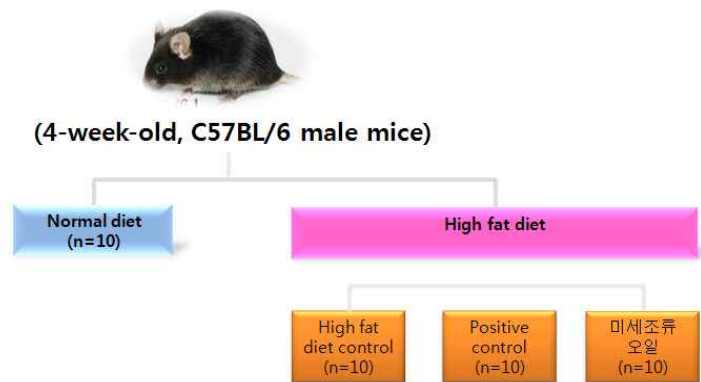 (4-week-old, C57BL/6 male mice)
Normal diet
(n=10)
High fat diet
High fat
diet control
(n=10)
Positive
control
(n=10)
미세조류
오일
(n=10)